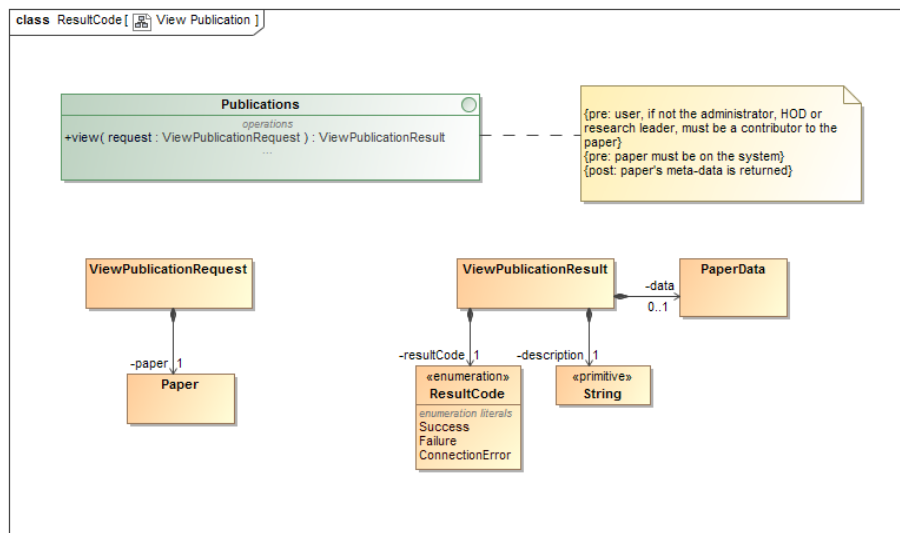 class ResultCode [ View Publication ]
Publications
operations
+view( request : ViewPublicationRequest ) : ViewPublicationResult
...
{pre: user, if not the administrator, HOD or
research leader, must be a contributor to the
paper}
{pre: paper must be on the system}
{post: paper's meta-data is returned}
ViewPublicationRequest
-paper 1
Paper
ViewPublicationResult
-data
0..1
PaperData
-resultCode 1
-description 1
«enumeration»
ResultCode
enumeration literals
Success
Failure
ConnectionError
«primitive»
String